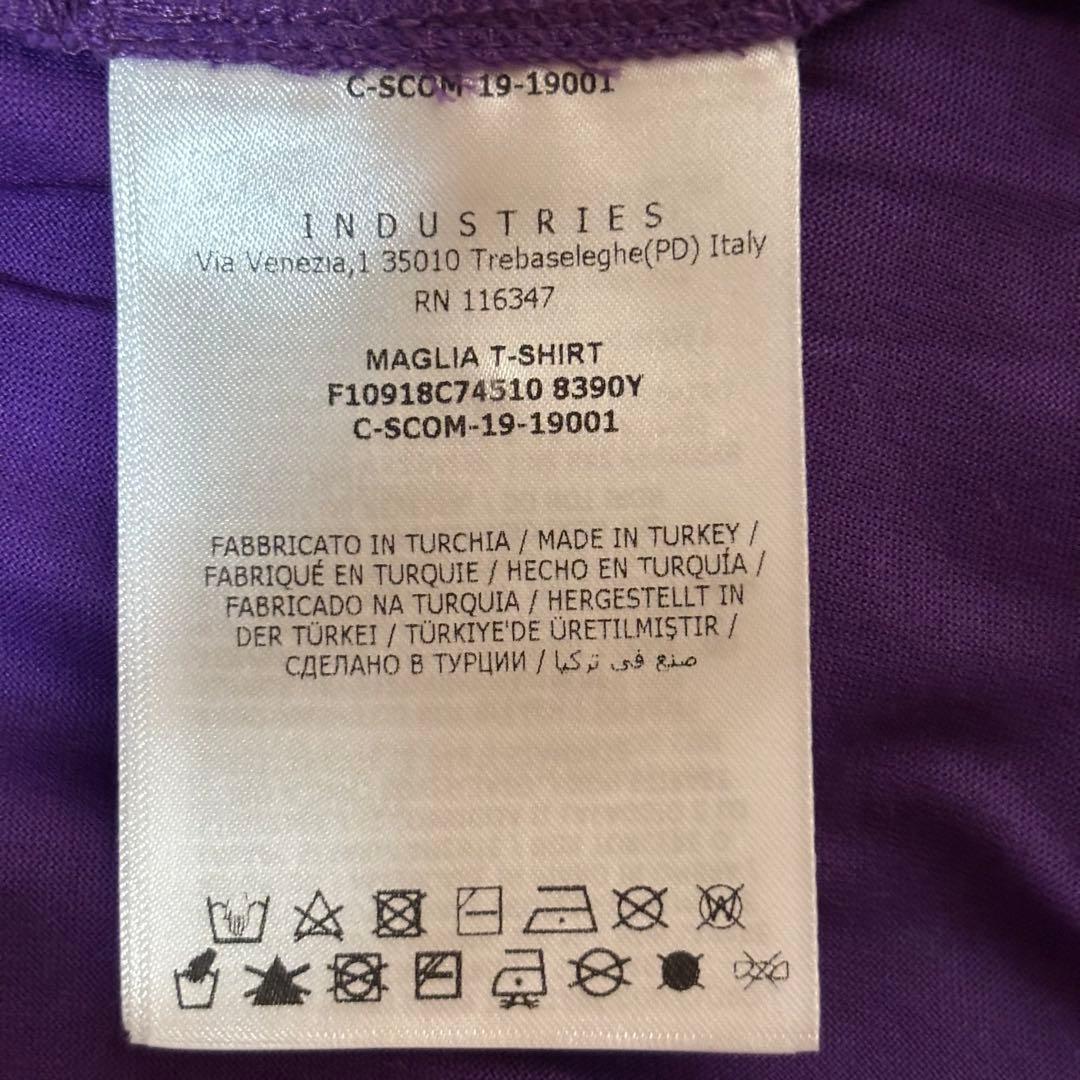 C-SCOM 19-19001
INDUSTRIES
Via Venezia,1 35010 Trebaseleghe(PD) Italy
RN 116347
MAGLIA T-SHIRT
F10918C74510 8390Y
C-SCOM-19-19001
FABBRICATO IN TURCHIA / MADE IN TURKEY /
FABRIQUÉ EN TURQUIE / HECHO EN TURQUÍA /
FABRICADO NA TURQUIA / HERGESTELLT IN
DER TÜRKEI / TÜRKIYE'DE ÜRETILMIŞTIR /
СДЕЛАНО В ТУРЦИИ / صنع في تركيا
W